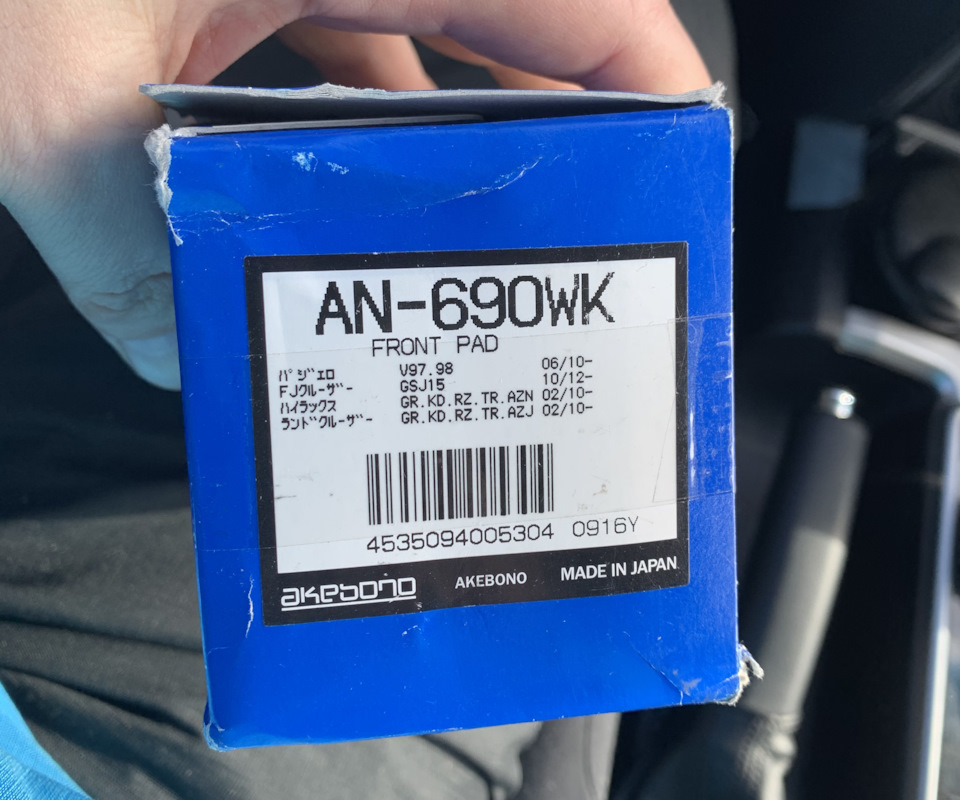 AN-690WK
FRONT PAD
ﾊﾟｼﾞｪﾛ V97.98 06/10-
FJｸﾙｰｻﾞｰ GSJ15 10/12-
ﾊｲﾗｯｸｽ GR.KD.RZ.TR.AZN 02/10-
ﾗﾝﾄﾞｸﾙｰｻﾞｰ GR.KD.RZ.TR.AZJ 02/10-
4535094005304 0916Y
akebono AKEBONO MADE IN JAPAN